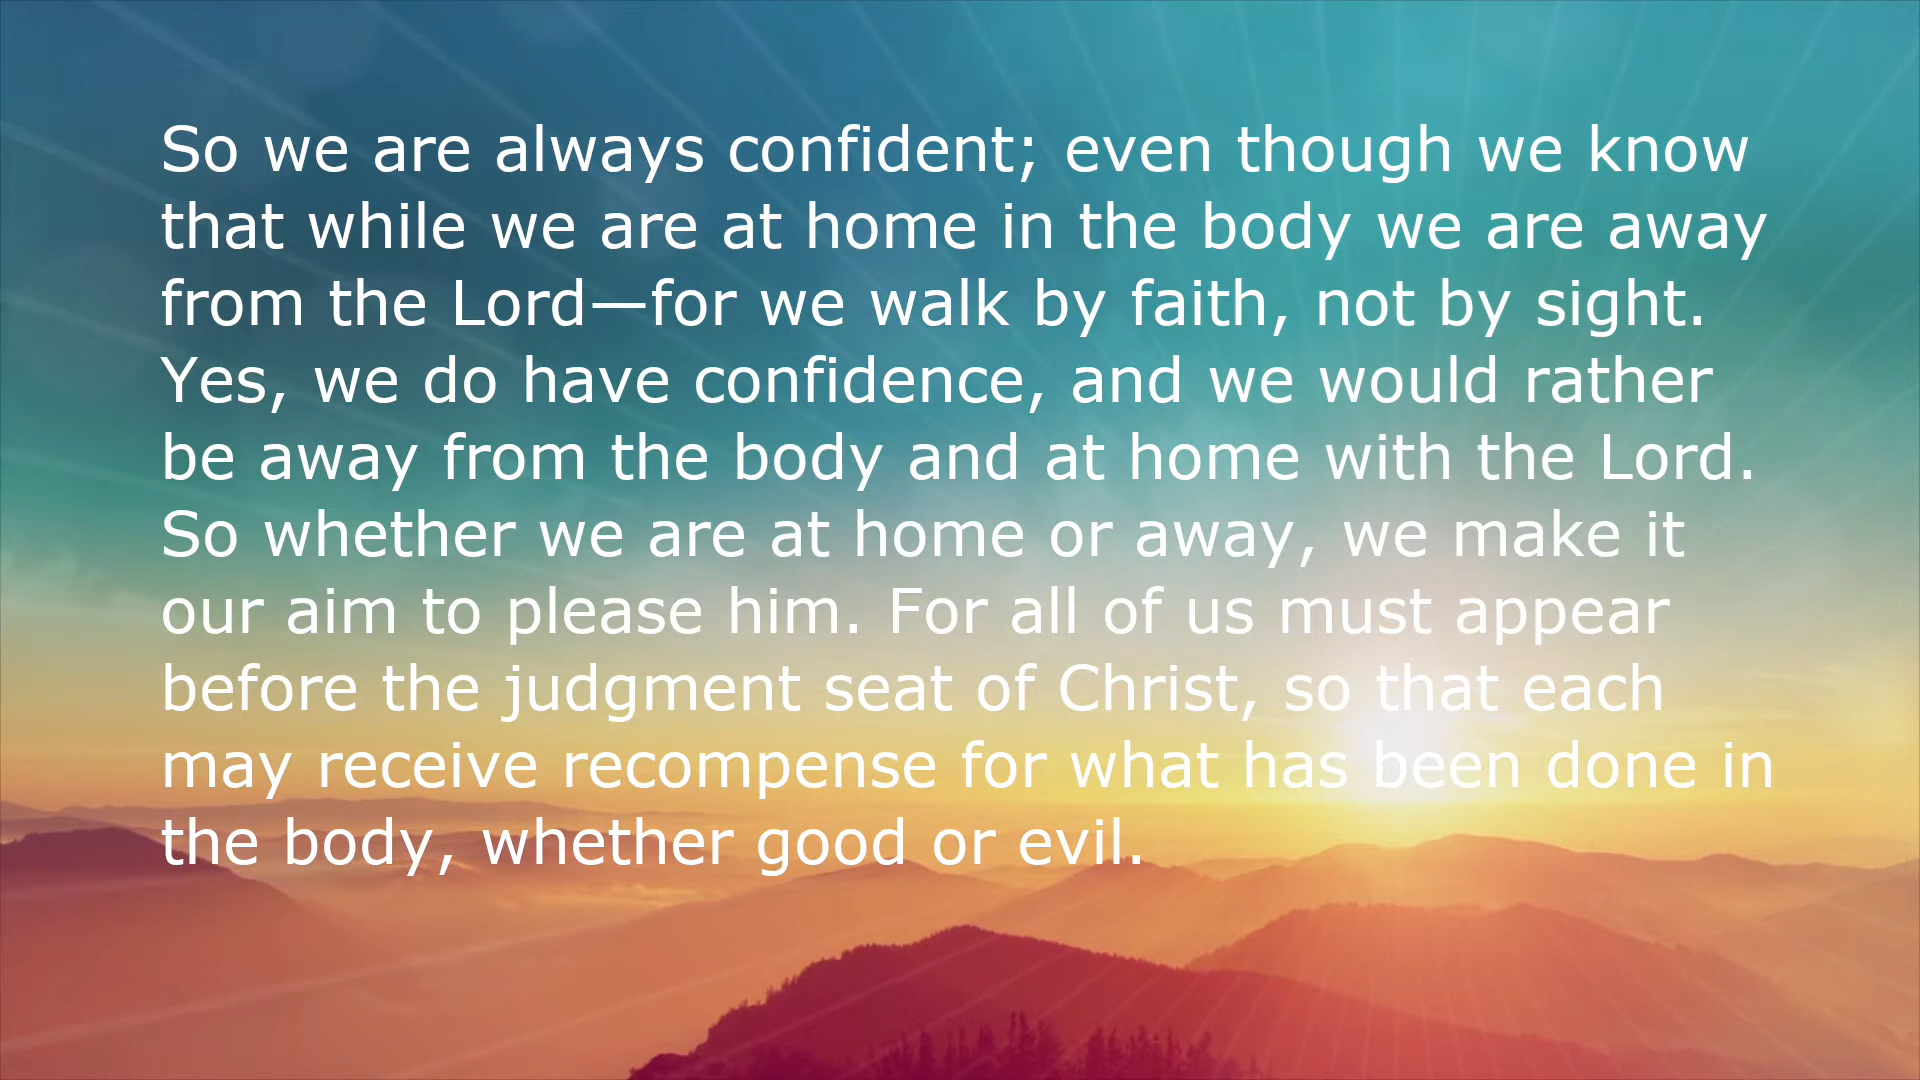 So we are always confident; even though we know
that while we are at home in the body we are away
from the Lord—for we walk by faith, not by sight.
Yes, we do have confidence, and we would rather
be away from the body and at home with the Lord.
So whether we are at home or away, we make it
our aim to please him. For all of us must appear
before the judgment seat of Christ, so that each
may receive recompense for what has been done in
the body, whether good or evil.